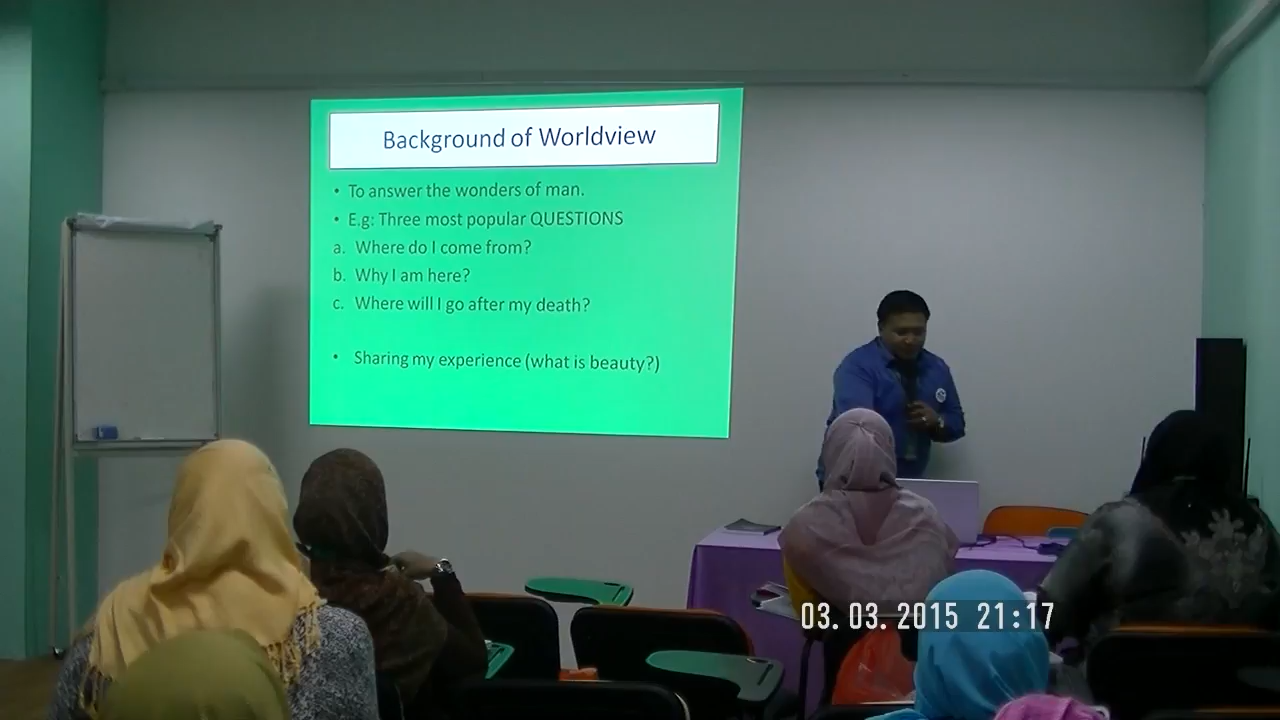 Background of Worldview
• To answer the wonders of man.
• E.g: Three most popular QUESTIONS
a. Where do I come from?
b. Why I am here?
c. Where will I go after my death?
• Sharing my experience (what is beauty?)
03. 03. 2015 21:17